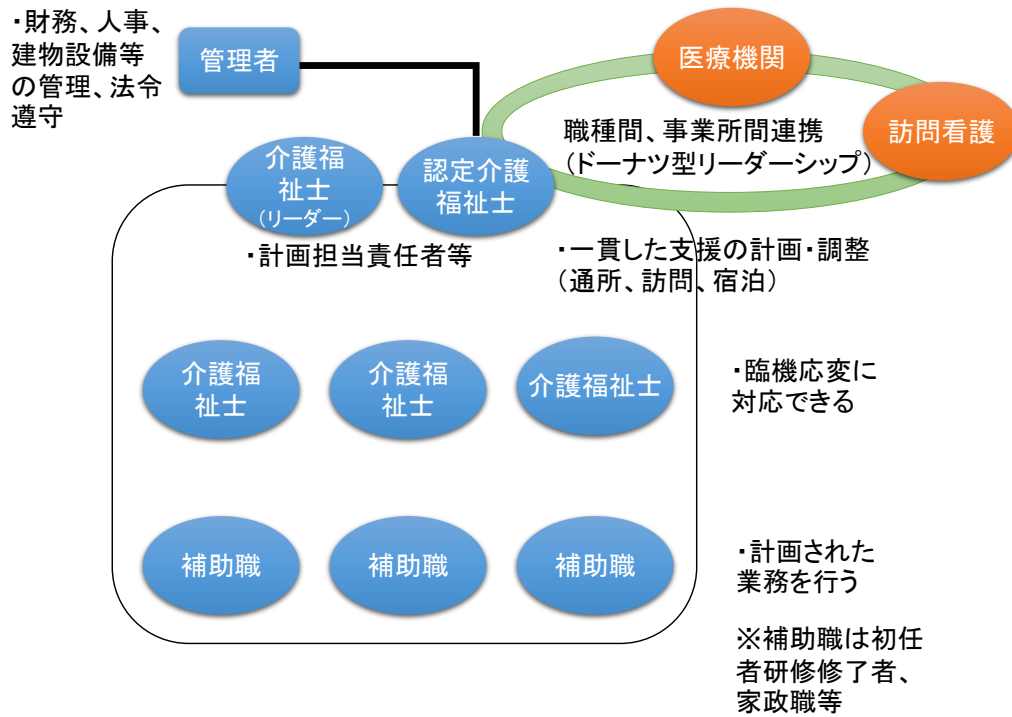 ・財務、人事、
建物設備等
の管理、法令
遵守
管理者
医療機関
訪問看護
職種間、事業所間連携
（ドーナツ型リーダーシップ）
介護福
祉士
（リーダー）
認定介護
福祉士
・計画担当責任者等
・一貫した支援の計画・調整
（通所、訪問、宿泊）
介護福
祉士
介護福
祉士
介護福祉士
・臨機応変に
対応できる
補助職
補助職
補助職
・計画された
業務を行う
※補助職は初任
者研修修了者、
家政職等